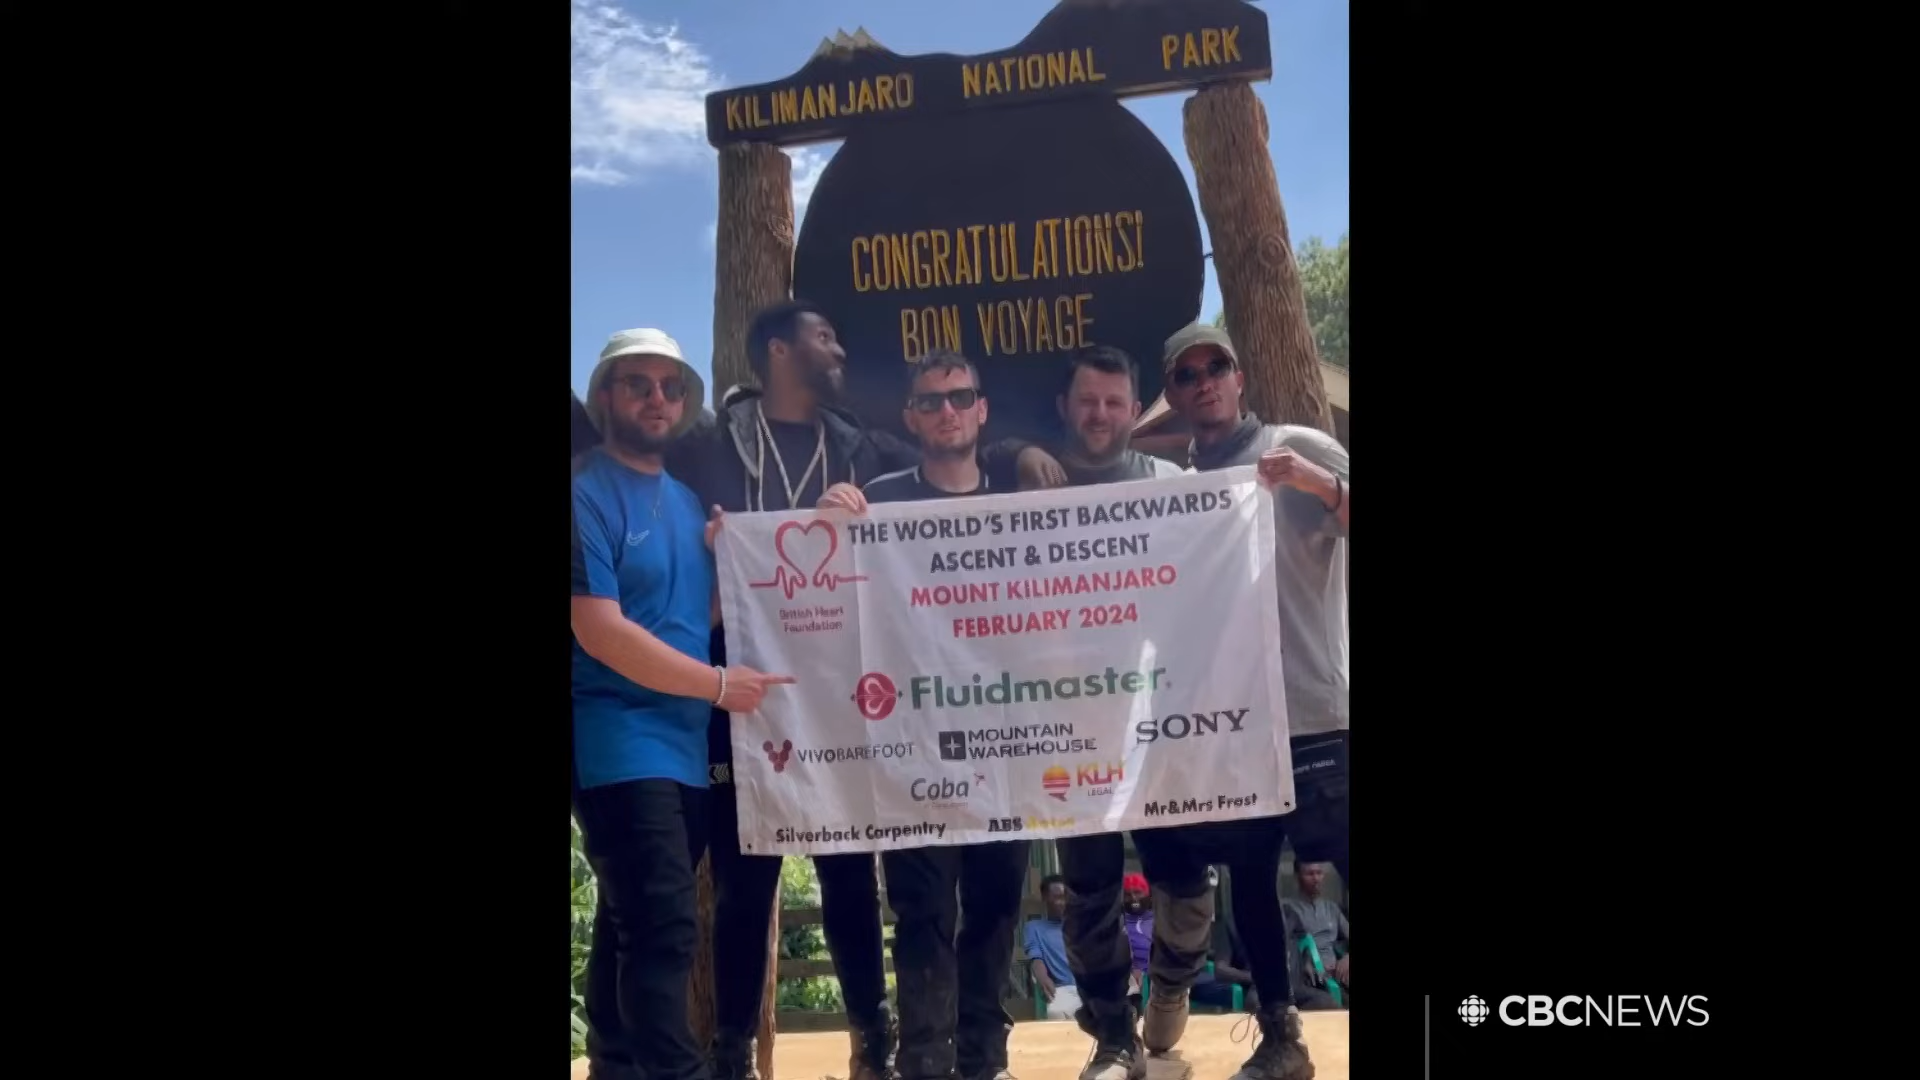 KILIMANJARO NATIONAL PARK
CONGRATULATIONS!
BON VOYAGE
THE WORLD'S FIRST BACKWARDS
ASCENT & DESCENT
MOUNT KILIMANJARO
FEBRUARY 2024
British Heart
Foundation
Fluidmaster.
VIVOBAREFOOT
MOUNTAIN
WAREHOUSE
SONY
Coba
KLH
LEGAL
Silverback Carpentry
ABS
Mr&Mrs Frost
CBCNEWS